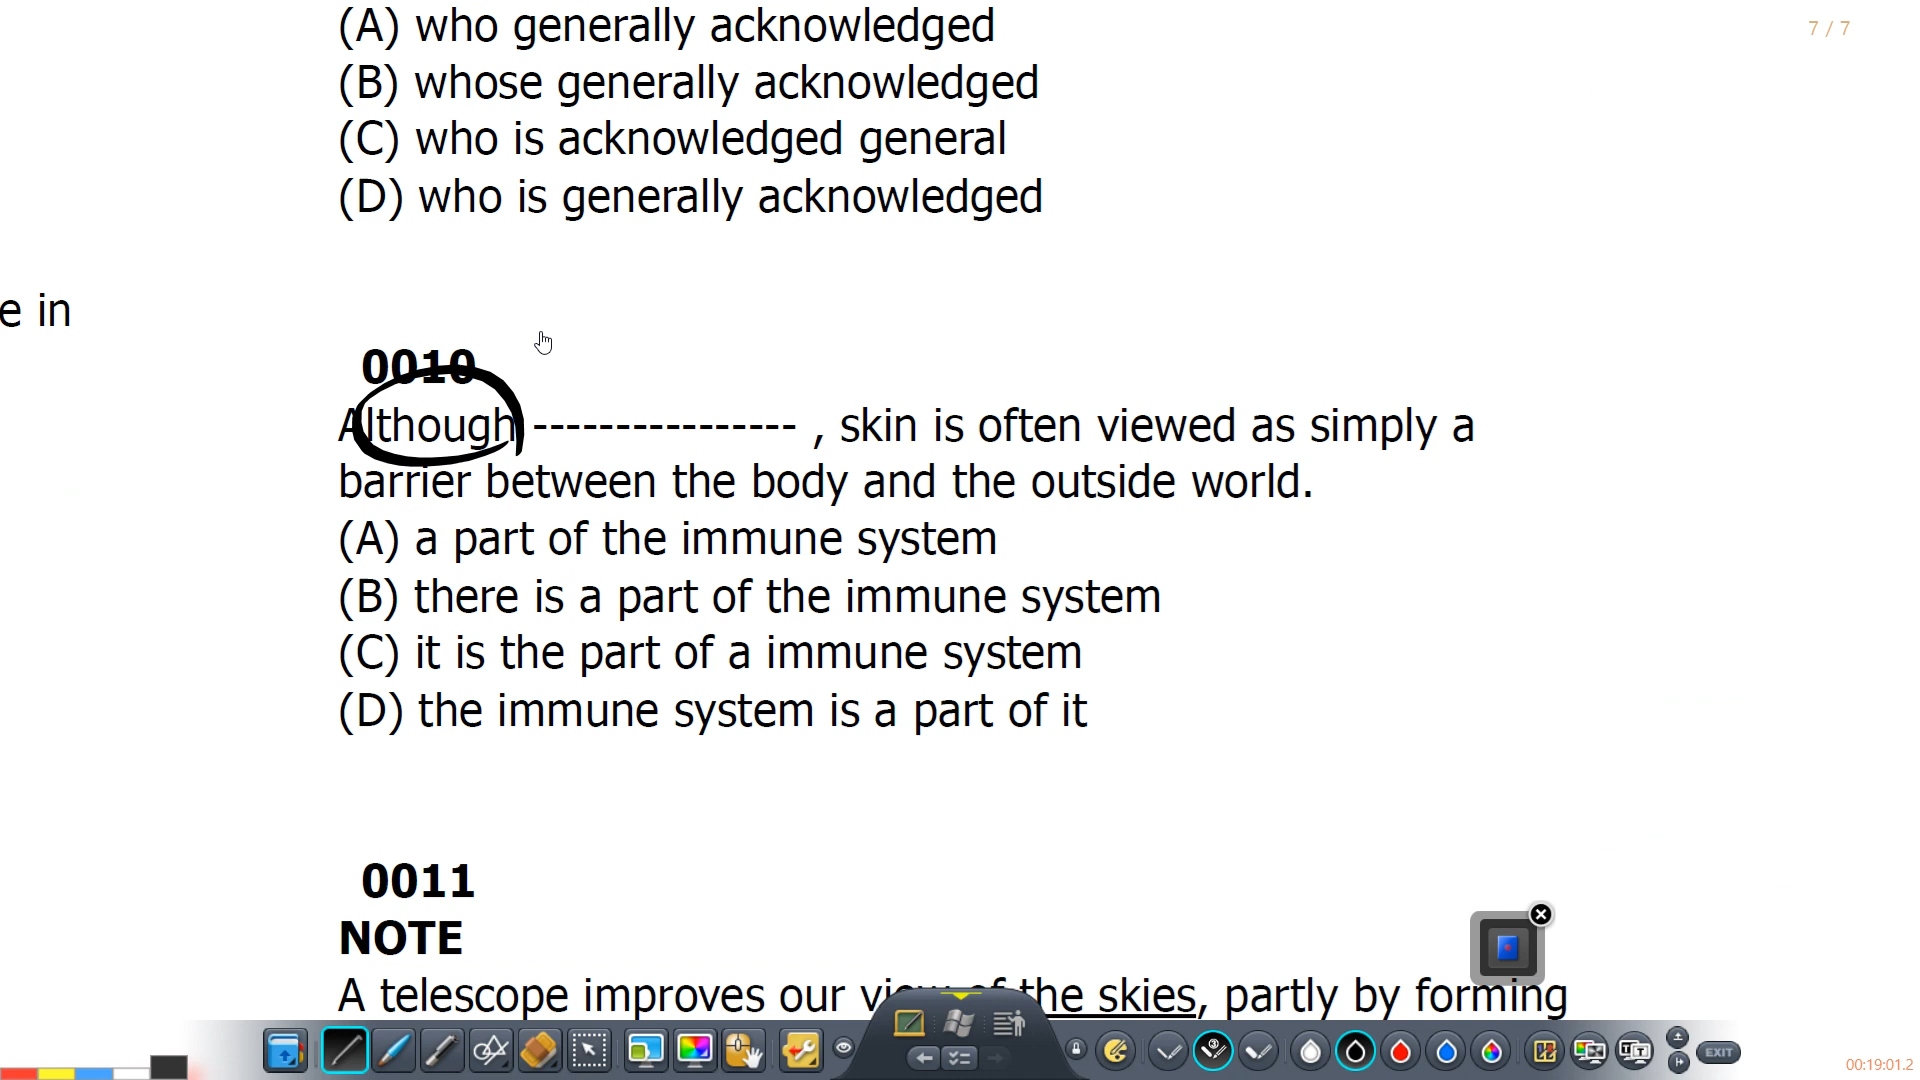 (A) who generally acknowledged
7 / 7
(B) whose generally acknowledged
(C) who is acknowledged general
(D) who is generally acknowledged
e in
0010
Although ---------------- , skin is often viewed as simply a
barrier between the body and the outside world.
(A) a part of the immune system
(B) there is a part of the immune system
(C) it is the part of a immune system
(D) the immune system is a part of it
0011
NOTE
A telescope improves our view of the skies, partly by forming
EXIT
00:19:01.2